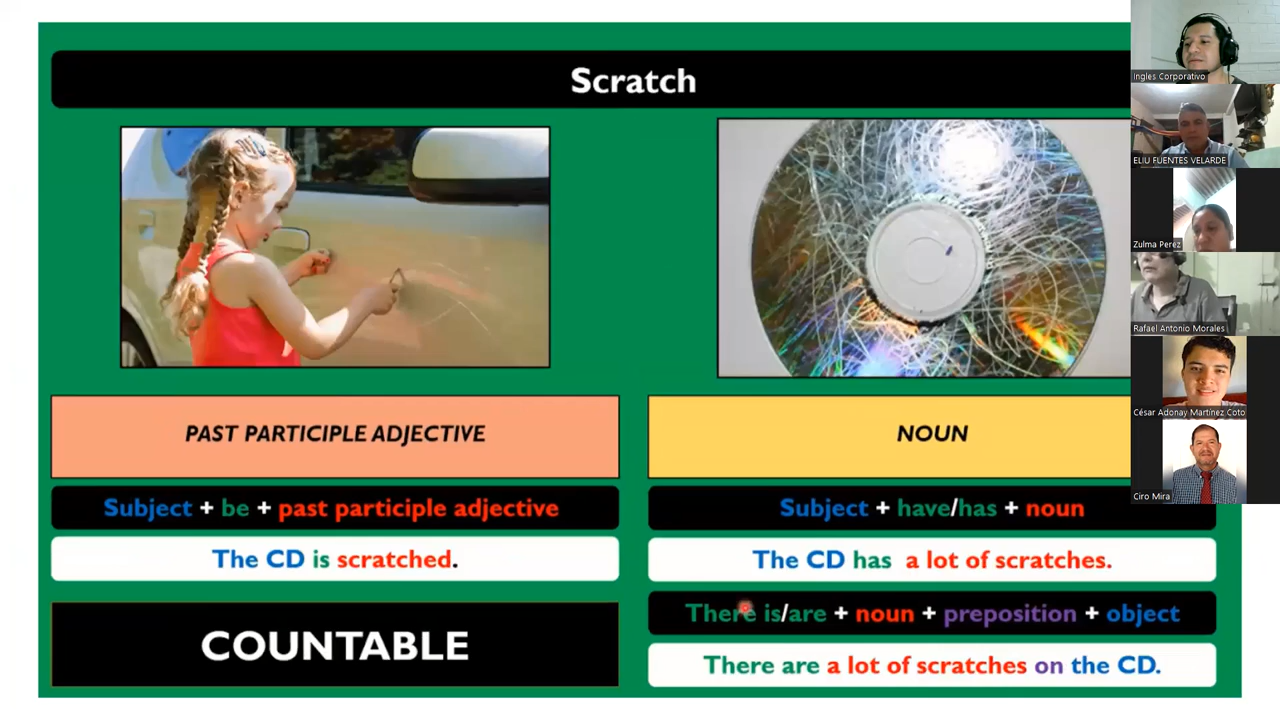 Scratch
PAST PARTICIPLE ADJECTIVE
NOUN
Subject + be + past participle adjective
Subject + have/has + noun
The CD is scratched.
The CD has a lot of scratches.
COUNTABLE
There is/are + noun + preposition + object
There are a lot of scratches on the CD.
Ingles Corporativo
ELIU FUENTES VELARDE
Zulma Perez
Rafael Antonio Morales
César Adonay Martínez Coto
Ciro Mira